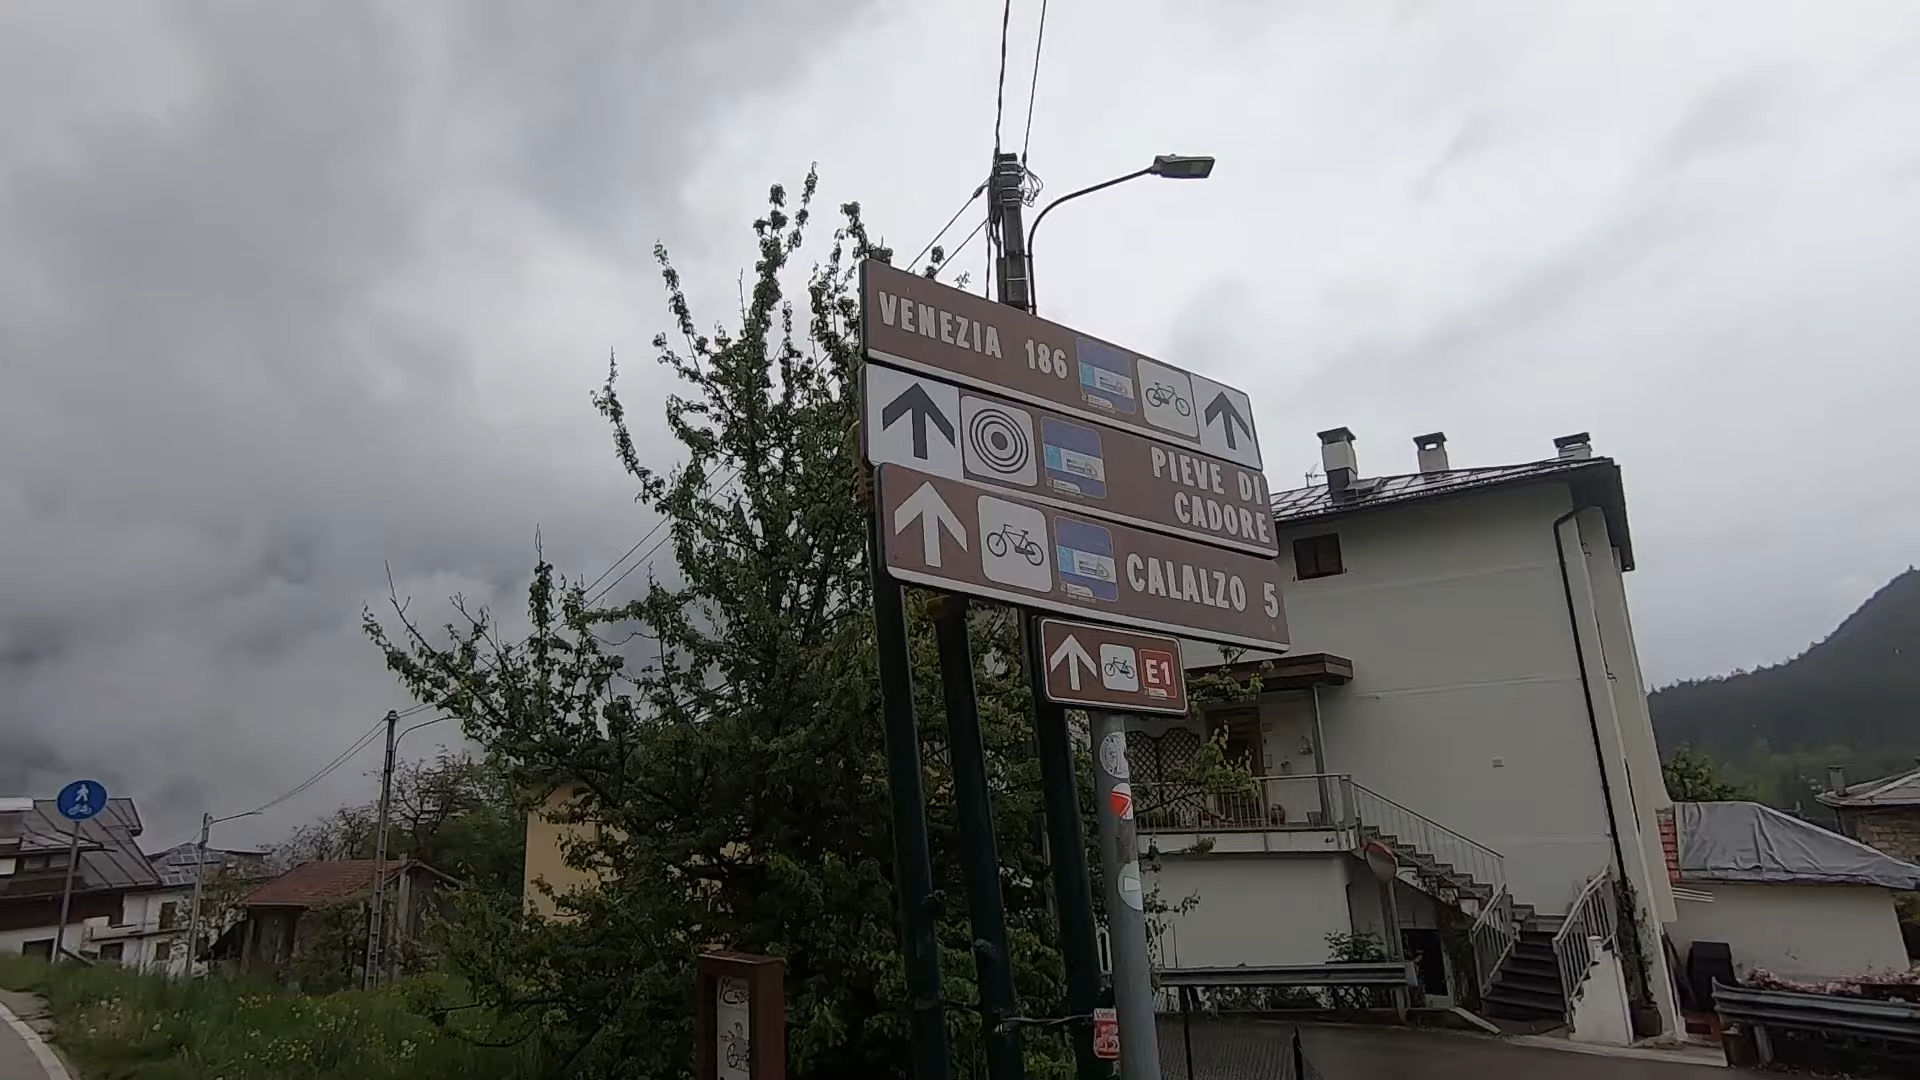 VENEZIA 186
PIEVE DI
CADORE
CALALZO 5
E1